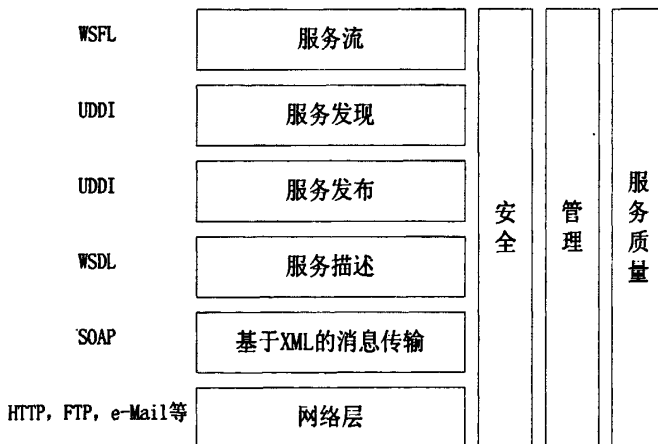 WSFL 服务流
UDDI 服务发现
UDDI 服务发布
WSDL 服务描述
SOAP 基于XML的消息传输
HTTP, FTP, e-Mail等 网络层
安全
管理
服务质量